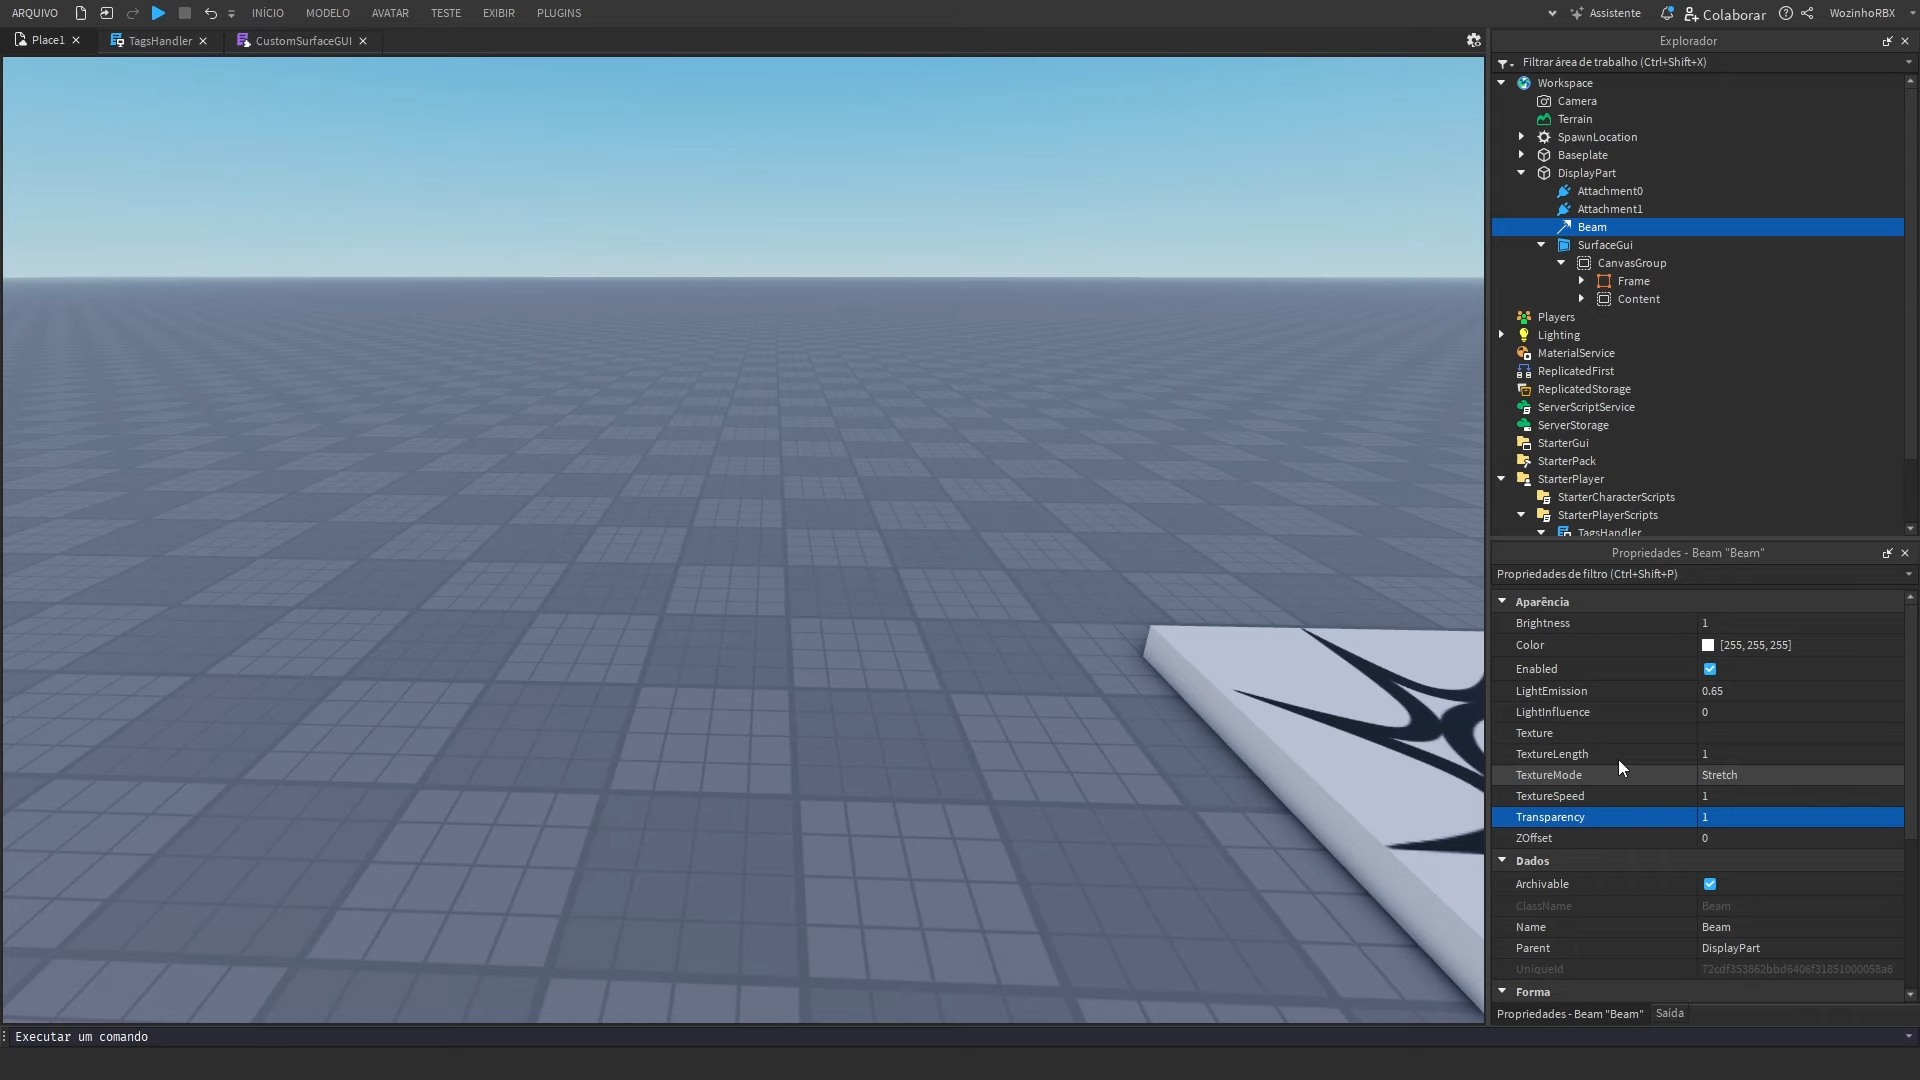 ARQUIVO INÍCIO MODELO AVATAR TESTE EXIBIR PLUGINS Assistente Colaborar WozinhoRBX
Place1 TagsHandler CustomSurfaceGUI
Explorador
Filtrar área de trabalho (Ctrl+Shift+X)
Workspace
Camera
Terrain
SpawnLocation
Baseplate
DisplayPart
Attachment0
Attachment1
Beam
SurfaceGui
CanvasGroup
Frame
Content
Players
Lighting
MaterialService
ReplicatedFirst
ReplicatedStorage
ServerScriptService
ServerStorage
StarterGui
StarterPack
StarterPlayer
StarterCharacterScripts
StarterPlayerScripts
TagsHandler
Propriedades - Beam "Beam"
Propriedades de filtro (Ctrl+Shift+P)
Aparência
Brightness 1
Color [255, 255, 255]
Enabled
LightEmission 0.65
LightInfluence 0
Texture
TextureLength 1
TextureMode Stretch
TextureSpeed 1
Transparency 1
ZOffset 0
Dados
Archivable
ClassName Beam
Name Beam
Parent DisplayPart
UniqueId 72cdf353862bbd6406f31851000058a6
Forma
Propriedades - Beam "Beam" Saída
Executar um comando